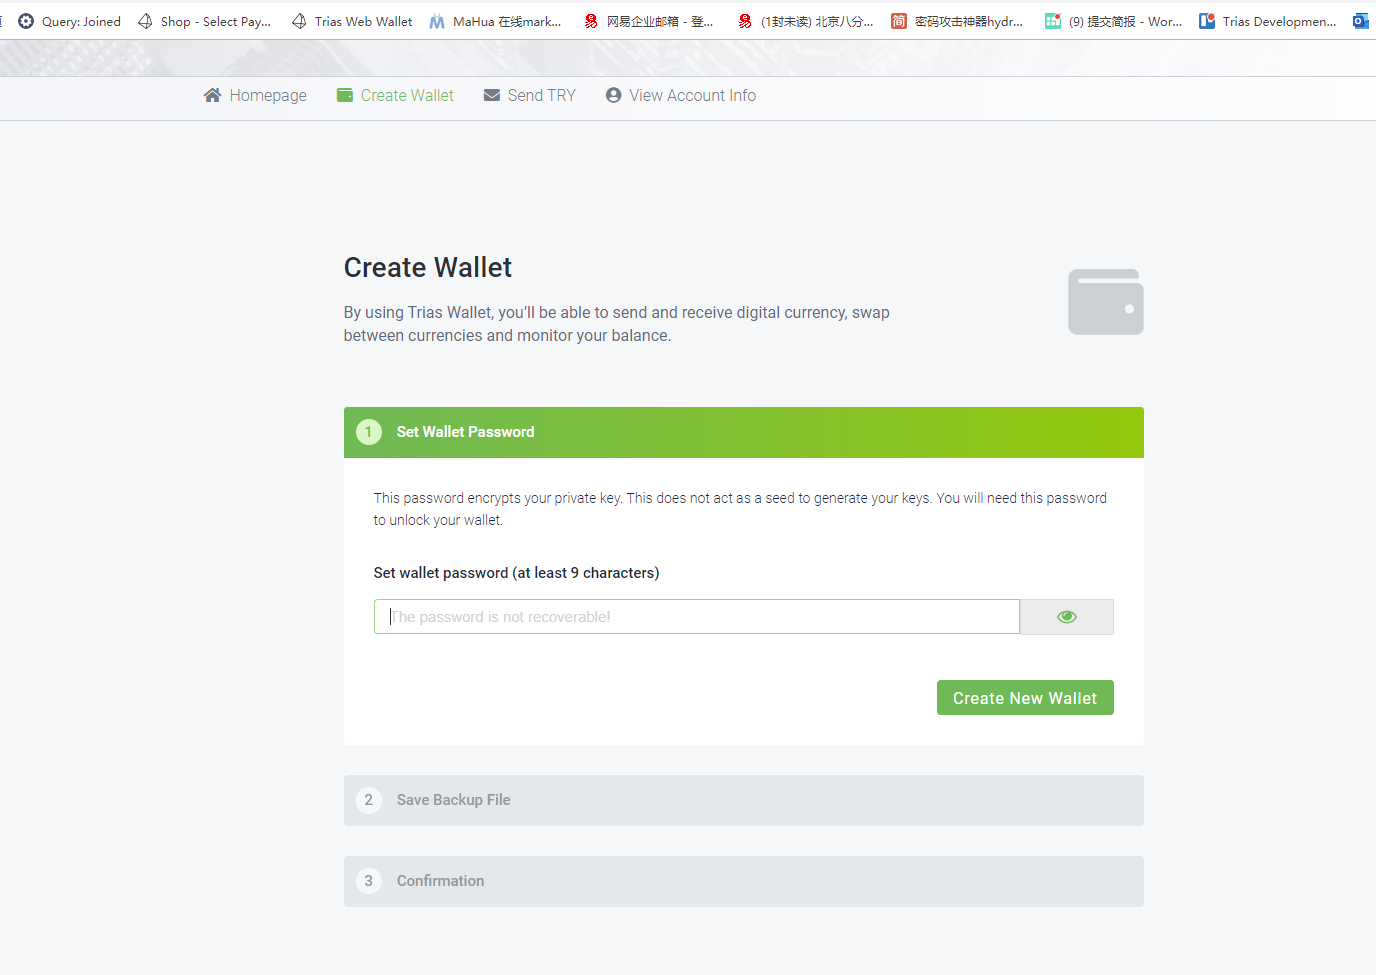 Query: Joined
Shop - Select Pay...
Trias Web Wallet
MaHua 在线mark...
网易企业邮箱 - 登...
(1封未读) 北京八分...
简 密码攻击神器hydr...
(9) 提交简报 - Wor...
Trias Developmen...
Homepage
Create Wallet
Send TRY
View Account Info
Create Wallet
By using Trias Wallet, you’ll be able to send and receive digital currency, swap
between currencies and monitor your balance.
1 Set Wallet Password
This password encrypts your private key. This does not act as a seed to generate your keys. You will need this password
to unlock your wallet.
Set wallet password (at least 9 characters)
The password is not recoverable!
Create New Wallet
2 Save Backup File
3 Confirmation